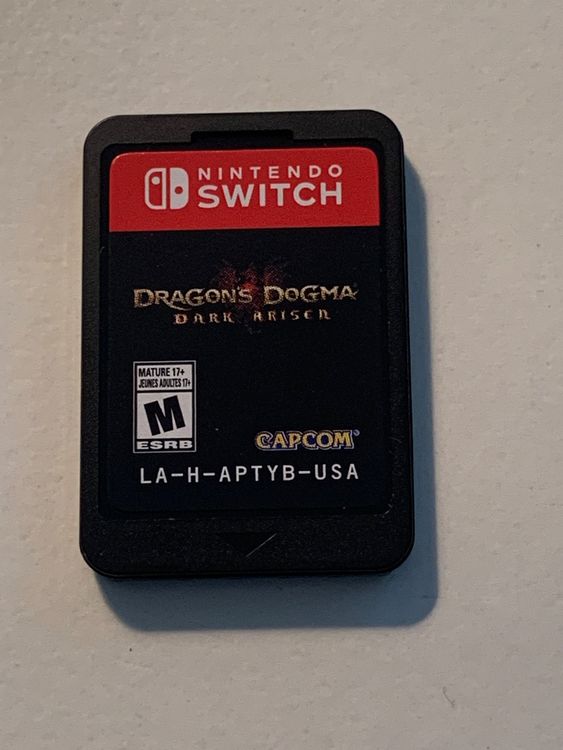 NINTENDO
SWITCH
DRAGON'S DOGMA
DARK ARISEN
MATURE 17+
JEUNES ADULTES 17+
M
ESRB
CAPCOM
LA-H-APTYB-USA